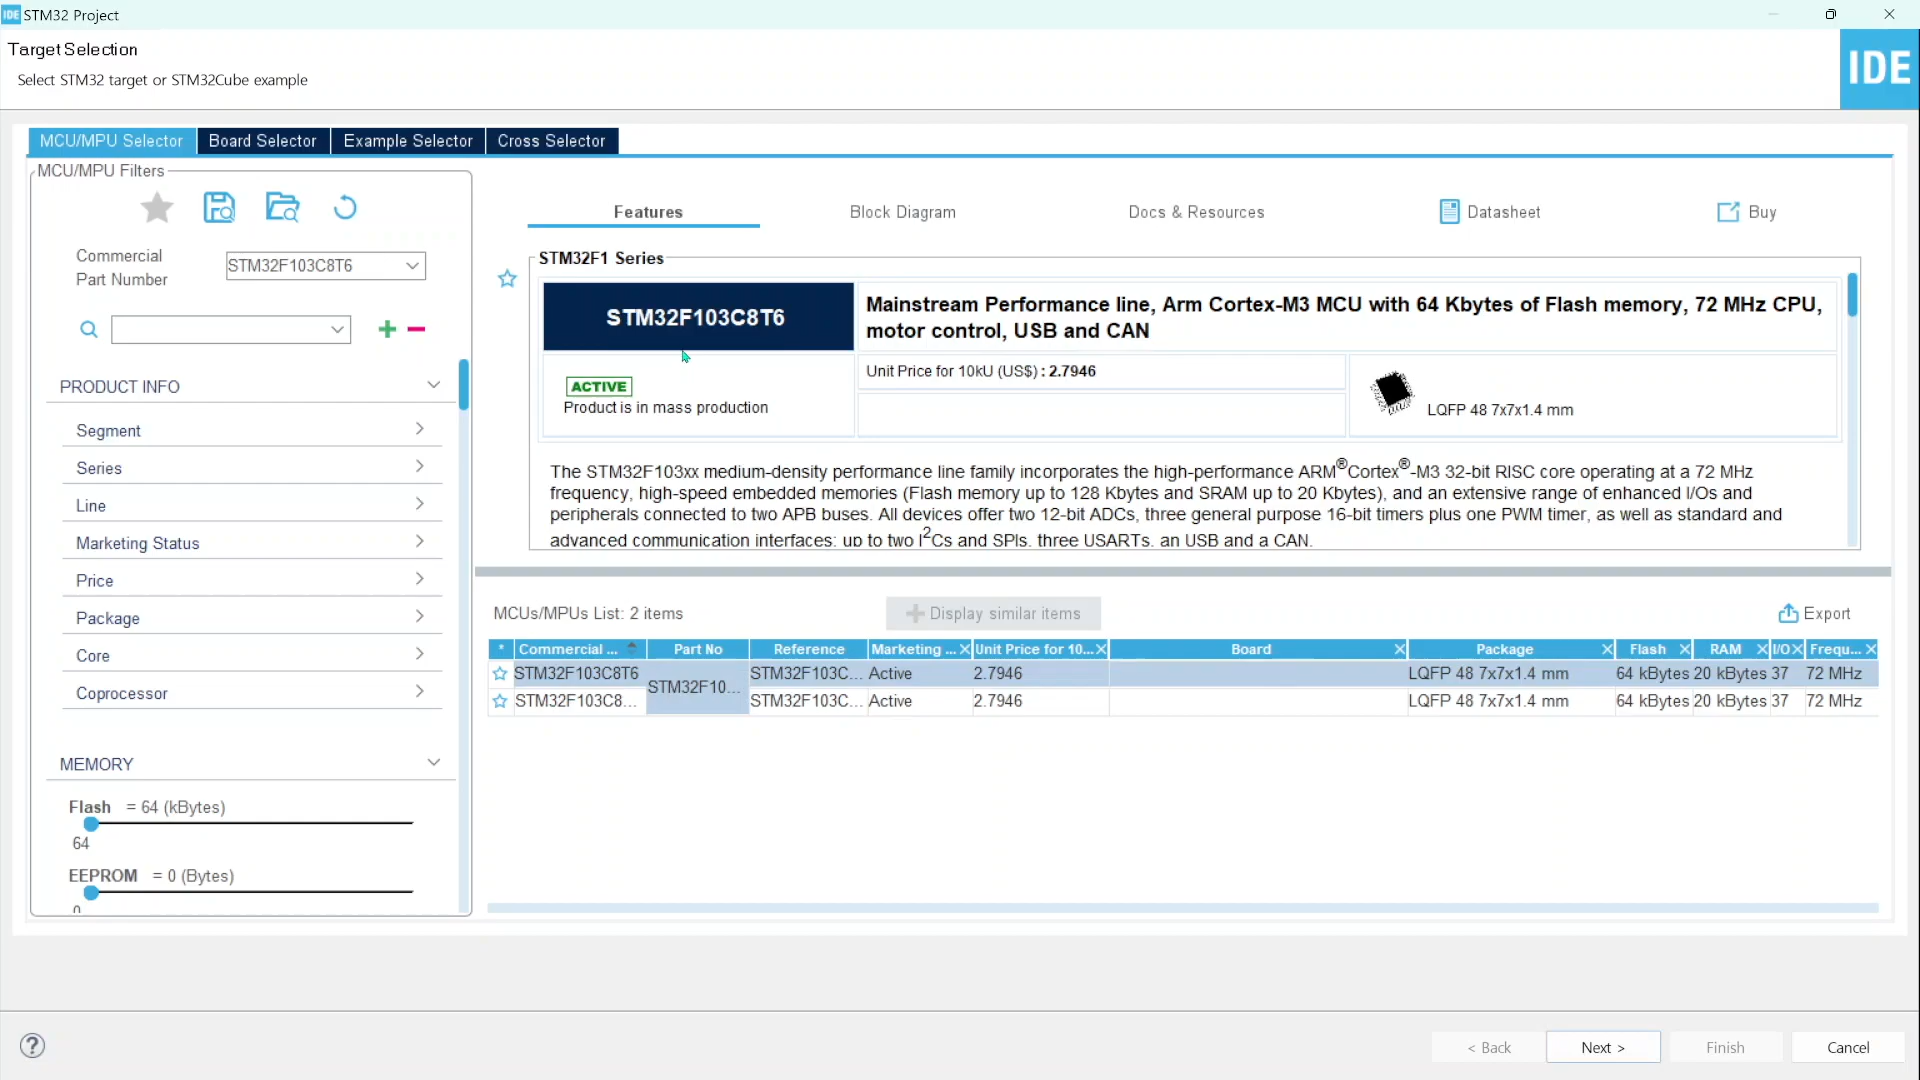 IDE STM32 Project
Target Selection
Select STM32 target or STM32Cube example
IDE
MCU/MPU Selector Board Selector Example Selector Cross Selector
MCU/MPU Filters
Commercial
Part Number
STM32F103C8T6
PRODUCT INFO
Segment
Series
Line
Marketing Status
Price
Package
Core
Coprocessor
MEMORY
Flash = 64 (kBytes)
64
EEPROM = 0 (Bytes)
0
Features Block Diagram Docs & Resources Datasheet Buy
STM32F1 Series
STM32F103C8T6
Mainstream Performance line, Arm Cortex-M3 MCU with 64 Kbytes of Flash memory, 72 MHz CPU,
motor control, USB and CAN
ACTIVE
Product is in mass production
Unit Price for 10kU (US$) : 2.7946
LQFP 48 7x7x1.4 mm
The STM32F103xx medium-density performance line family incorporates the high-performance ARM®Cortex®-M3 32-bit RISC core operating at a 72 MHz
frequency, high-speed embedded memories (Flash memory up to 128 Kbytes and SRAM up to 20 Kbytes), and an extensive range of enhanced I/Os and
peripherals connected to two APB buses. All devices offer two 12-bit ADCs, three general purpose 16-bit timers plus one PWM timer, as well as standard and
advanced communication interfaces: up to two I²Cs and SPIs, three USARTs, an USB and a CAN.
MCUs/MPUs List: 2 items + Display similar items Export
* Commercial ... Part No Reference Marketing ... X Unit Price for 10... X Board X Package X Flash X RAM X I/O X Frequ... X
STM32F103C8T6 STM32F10... STM32F103C... Active 2.7946 LQFP 48 7x7x1.4 mm 64 kBytes 20 kBytes 37 72 MHz
STM32F103C8... STM32F103C... Active 2.7946 LQFP 48 7x7x1.4 mm 64 kBytes 20 kBytes 37 72 MHz
? < Back Next > Finish Cancel